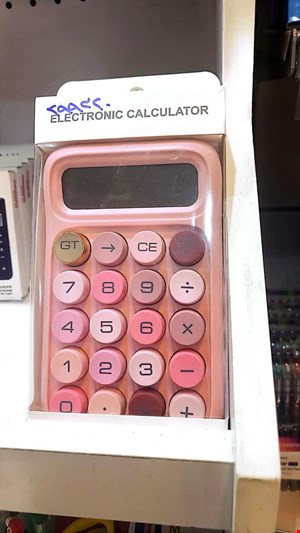 ELECTRONIC CALCULATOR
GT → CE
7 8 9 ÷
4 5 6 ×
1 2 3 −
0 . +